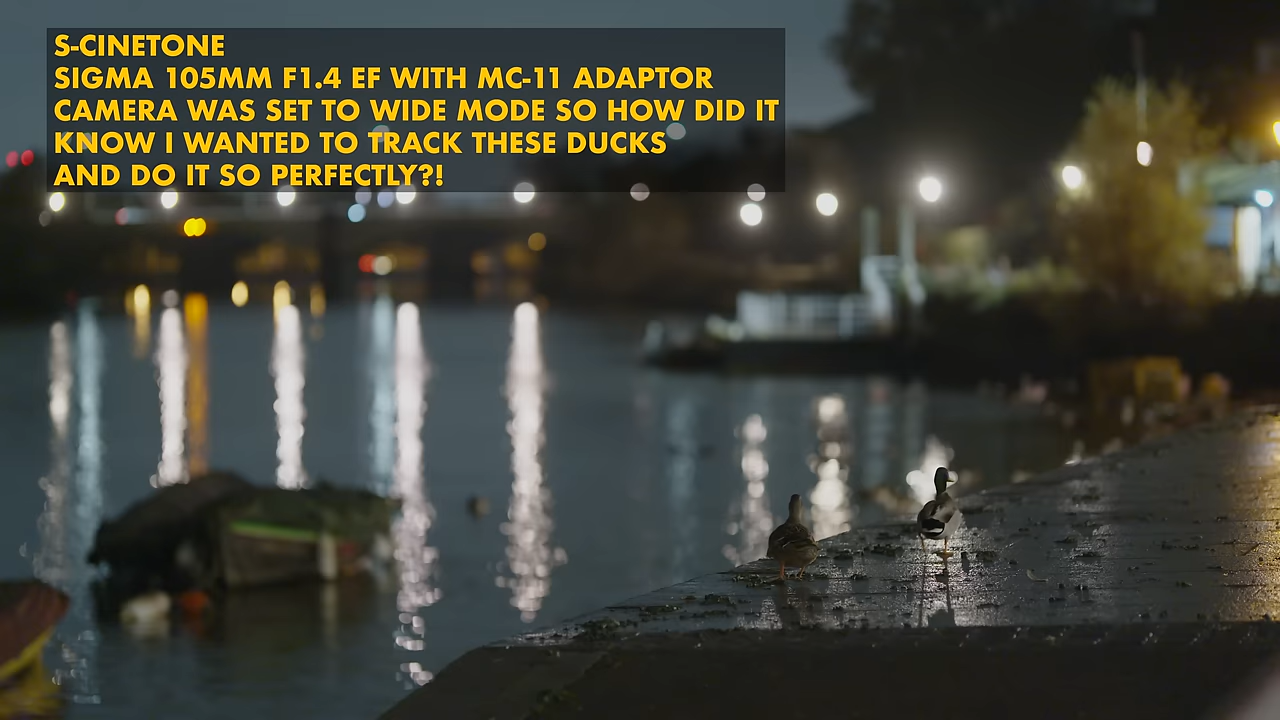 S-CINETONE
SIGMA 105MM F1.4 EF WITH MC-11 ADAPTOR
CAMERA WAS SET TO WIDE MODE SO HOW DID IT
KNOW I WANTED TO TRACK THESE DUCKS
AND DO IT SO PERFECTLY?!